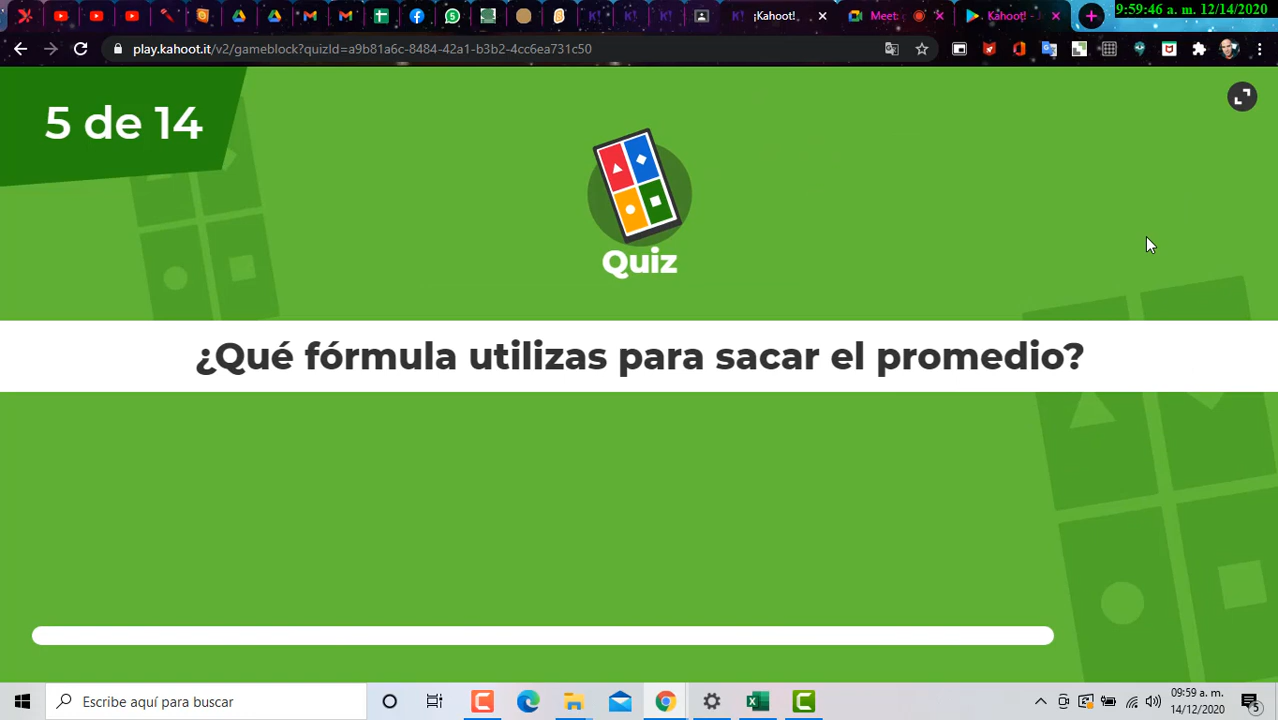 ¡Kahoot!
Meet:
Kahoot! - J
9:59:46 a. m. 12/14/2020
play.kahoot.it/v2/gameblock?quizId=a9b81a6c-8484-42a1-b3b2-4cc6ea731c50
5 de 14
Quiz
¿Qué fórmula utilizas para sacar el promedio?
Escribe aquí para buscar
09:59 a. m.
14/12/2020
5